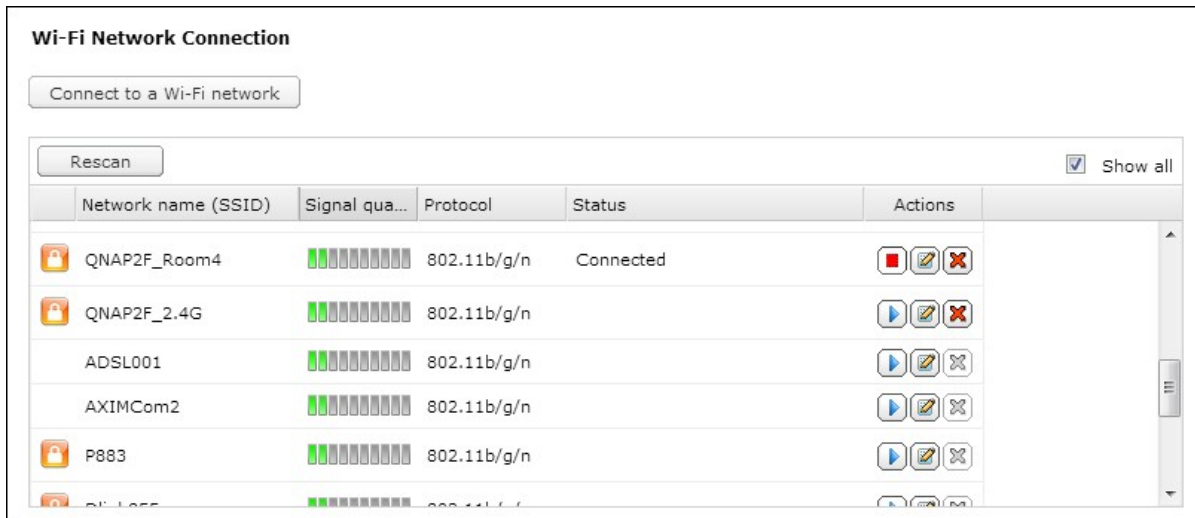 Wi-Fi Network Connection
Connect to a Wi-Fi network
Rescan Show all
Network name (SSID) Signal qua... Protocol Status Actions
QNAP2F_Room4 802.11b/g/n Connected
QNAP2F_2.4G 802.11b/g/n
ADSL001 802.11b/g/n
AXIMCom2 802.11b/g/n
P883 802.11b/g/n